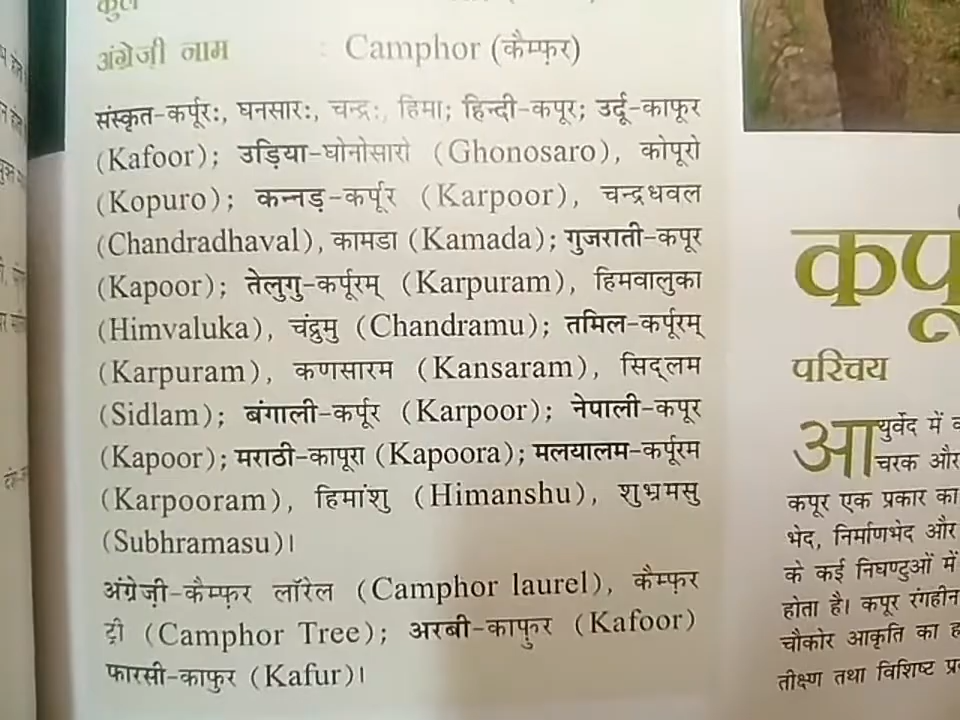 कुल
अंग्रेज़ी नाम : Camphor (कैम्फ़र)
संस्कृत-कर्पूरः, घनसारः, चन्द्रः, हिमा; हिन्दी-कपूर; उर्दू-काफूर
(Kafoor); उड़िया-घोनोसारो (Ghonosaro), कोपूरो
(Kopuro); कन्नड़-कर्पूर (Karpoor), चन्द्रधवल
(Chandradhaval), कामडा (Kamada); गुजराती-कपूर
(Kapoor); तेलुगु-कर्पूरम् (Karpuram), हिमवालुका
(Himvaluka), चंद्रुमु (Chandramu); तमिल-कर्पूरम्
(Karpuram), कणसारम (Kansaram), सिद्लम
(Sidlam); बंगाली-कर्पूर (Karpoor); नेपाली-कपूर
(Kapoor); मराठी-कापूरा (Kapoora); मलयालम-कर्पूरम
(Karpooram), हिमांशु (Himanshu), शुभ्रमसु
(Subhramasu)।
अंग्रेज़ी-कैम्फ़र लॉरेल (Camphor laurel), कैम्फ़र
ट्री (Camphor Tree); अरबी-काफुर (Kafoor)
फारसी-काफुर (Kafur)।
परिचय
आयुर्वेद में
चरक और
कपूर एक प्रकार का
भेद, निर्माणभेद और
के कई निघण्टुओं में
होता है। कपूर रंगहीन
चौकोर आकृति का
तीक्ष्ण तथा विशिष्ट